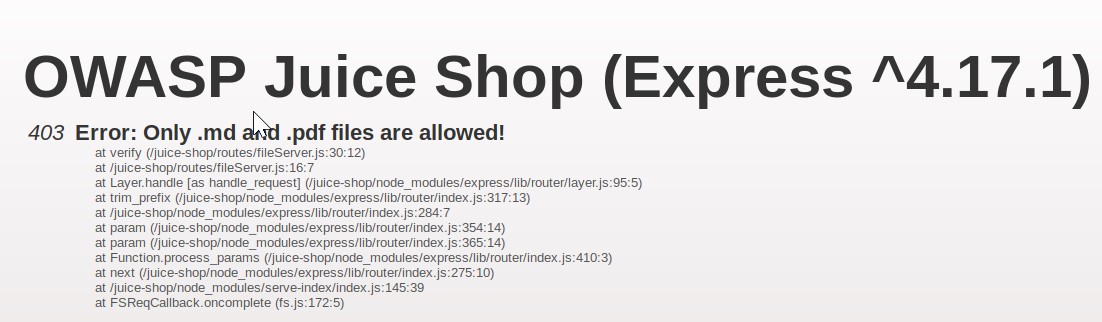 OWASP Juice Shop (Express ^4.17.1)
403 Error: Only .md and .pdf files are allowed!
at verify (/juice-shop/routes/fileServer.js:30:12)
at /juice-shop/routes/fileServer.js:16:7
at Layer.handle [as handle_request] (/juice-shop/node_modules/express/lib/router/layer.js:95:5)
at trim_prefix (/juice-shop/node_modules/express/lib/router/index.js:317:13)
at /juice-shop/node_modules/express/lib/router/index.js:284:7
at param (/juice-shop/node_modules/express/lib/router/index.js:354:14)
at param (/juice-shop/node_modules/express/lib/router/index.js:365:14)
at Function.process_params (/juice-shop/node_modules/express/lib/router/index.js:410:3)
at next (/juice-shop/node_modules/express/lib/router/index.js:275:10)
at /juice-shop/node_modules/serve-index/index.js:145:39
at FSReqCallback.oncomplete (fs.js:172:5)